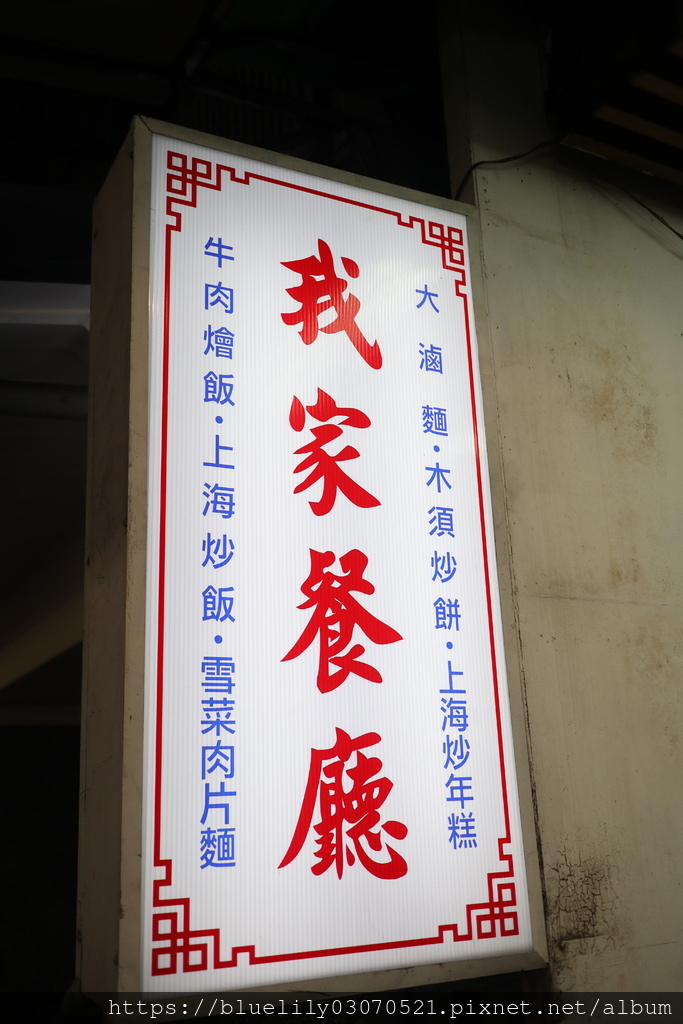 大滷麵·木須炒餅·上海炒年糕
我家餐廳
牛肉燴飯·上海炒飯·雪菜肉片麵
https://bluelily03070521.pixnet.net/album